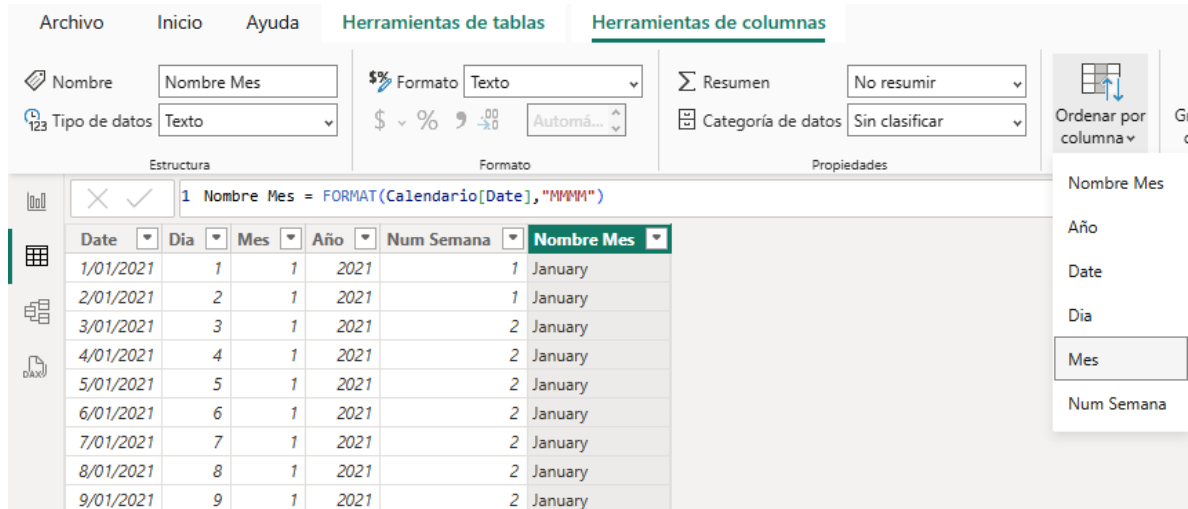 Archivo Inicio Ayuda Herramientas de tablas Herramientas de columnas
Nombre Nombre Mes $% Formato Texto Resumen No resumir
Tipo de datos Texto $ % 9 .00 Automá... Categoría de datos Sin clasificar
Ordenar por columna
Estructura Formato Propiedades
1 Nombre Mes = FORMAT(Calendario[Date],"MMMM")
Nombre Mes
Año
Date
Dia
Mes
Num Semana
Date Dia Mes Año Num Semana Nombre Mes
1/01/2021 1 1 2021 1 January
2/01/2021 2 1 2021 1 January
3/01/2021 3 1 2021 2 January
4/01/2021 4 1 2021 2 January
5/01/2021 5 1 2021 2 January
6/01/2021 6 1 2021 2 January
7/01/2021 7 1 2021 2 January
8/01/2021 8 1 2021 2 January
9/01/2021 9 1 2021 2 January